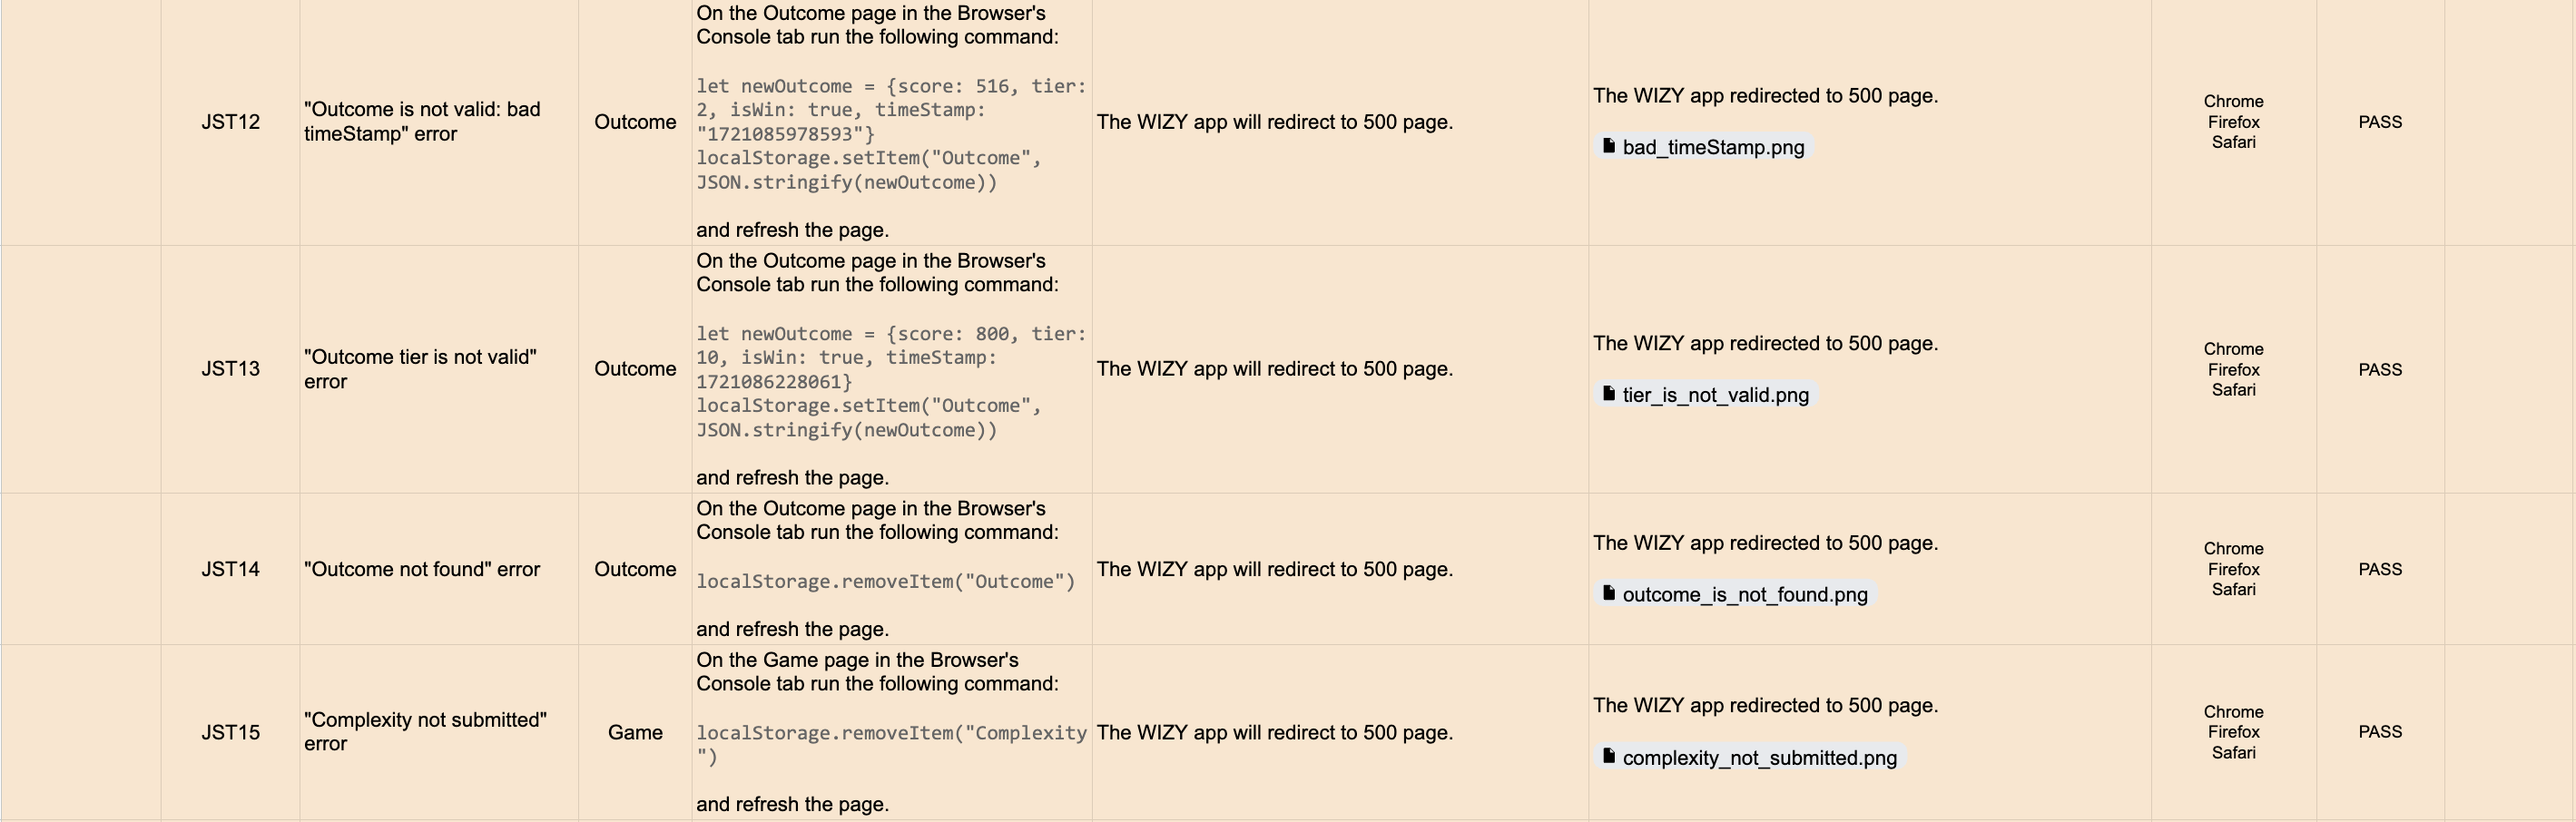 JST12
"Outcome is not valid: bad
timeStamp" error
Outcome
On the Outcome page in the Browser's
Console tab run the following command:
let newOutcome = {score: 516, tier:
2, isWin: true, timeStamp:
"1721085978593"}
localStorage.setItem("Outcome",
JSON.stringify(newOutcome))
and refresh the page.
The WIZY app will redirect to 500 page.
The WIZY app redirected to 500 page.
bad_timeStamp.png
Chrome
Firefox
Safari
PASS
JST13
"Outcome tier is not valid"
error
Outcome
On the Outcome page in the Browser's
Console tab run the following command:
let newOutcome = {score: 800, tier:
10, isWin: true, timeStamp:
1721086228061}
localStorage.setItem("Outcome",
JSON.stringify(newOutcome))
and refresh the page.
The WIZY app will redirect to 500 page.
The WIZY app redirected to 500 page.
tier_is_not_valid.png
Chrome
Firefox
Safari
PASS
JST14
"Outcome not found" error
Outcome
On the Outcome page in the Browser's
Console tab run the following command:
localStorage.removeItem("Outcome")
and refresh the page.
The WIZY app will redirect to 500 page.
The WIZY app redirected to 500 page.
outcome_is_not_found.png
Chrome
Firefox
Safari
PASS
JST15
"Complexity not submitted"
error
Game
On the Game page in the Browser's
Console tab run the following command:
localStorage.removeItem("Complexity
")
and refresh the page.
The WIZY app will redirect to 500 page.
The WIZY app redirected to 500 page.
complexity_not_submitted.png
Chrome
Firefox
Safari
PASS